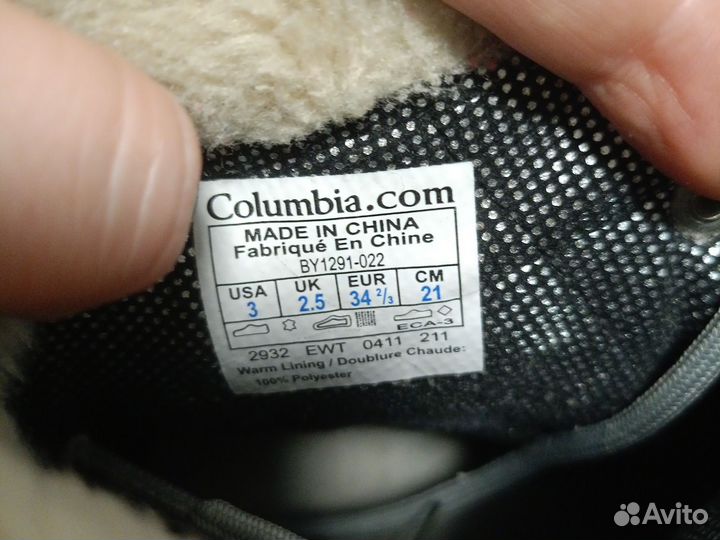 Columbia.com
MADE IN CHINA
Fabriqué En Chine
BY1291-022
USA UK EUR CM
3 2.5 34 2/3 21
ECA-3
2932 EWT 0411 211
Warm Lining / Doublure Chaude:
100% Polyester
Avito